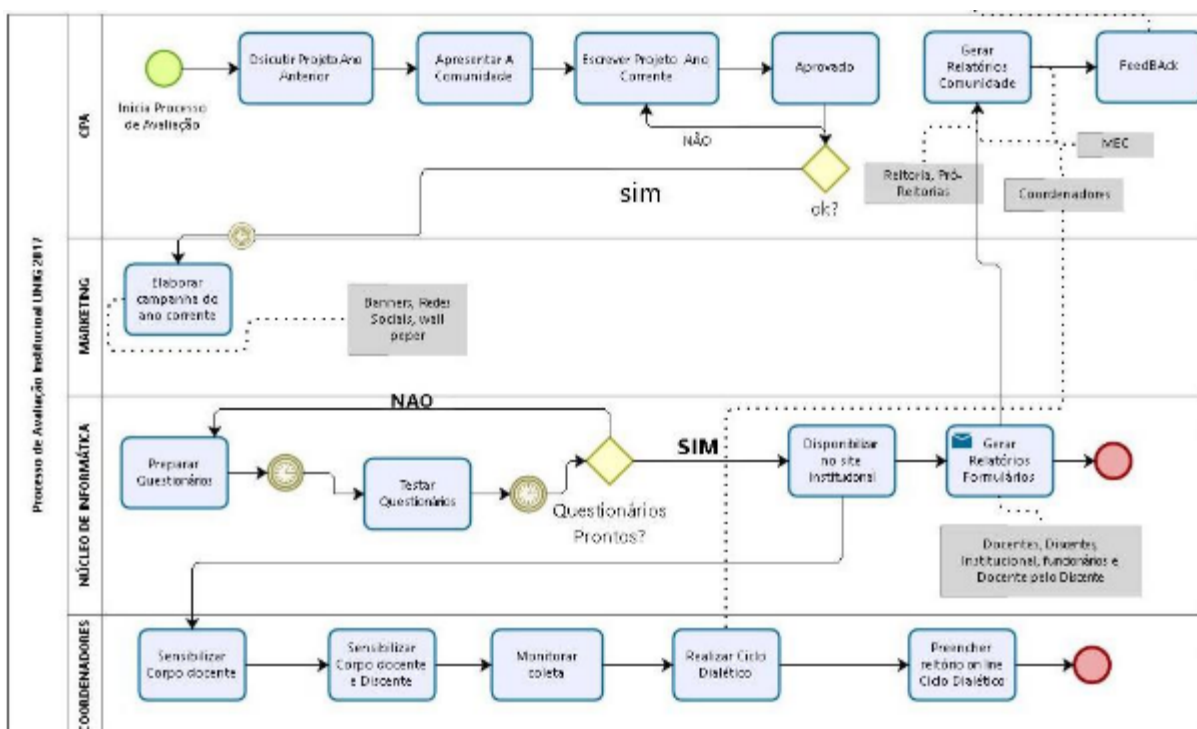 Processo de Avaliação Institucional UNIG 2017
CPA
Inicia Processo
de Avaliação
Dsicutir Projeto Ano
Anterior
Apresentar A
Comunidade
Escrever Projeto Ano
Corrente
Aprovado
NÃO
sim
ok?
Gerar
Relatórios
Comunidade
FeedBAck
MEC
Reitoria, Pró-
Reitorias
Coordenadores
MARKETING
Elaborar
campanha do
ano corrente
Banners, Redes
Sociais, wall
peper
NÚCLEO DE INFORMÁTICA
NAO
Preparar
Questionários
Testar
Questionários
Questionários
Prontos?
SIM
Disponibilizar
no site
institudonal
Gerar
Relatórios
Formulários
Docentes, Discentes,
Institucional, funcionários e
Docente pelo Discente
COORDENADORES
Sensibilizar
Corpo docente
Sensibilizar
Corpo docente
e Discente
Monitorar
coleta
Realizar Ciclo
Dialético
Preencher
reltório on line
Ciclo Dialético